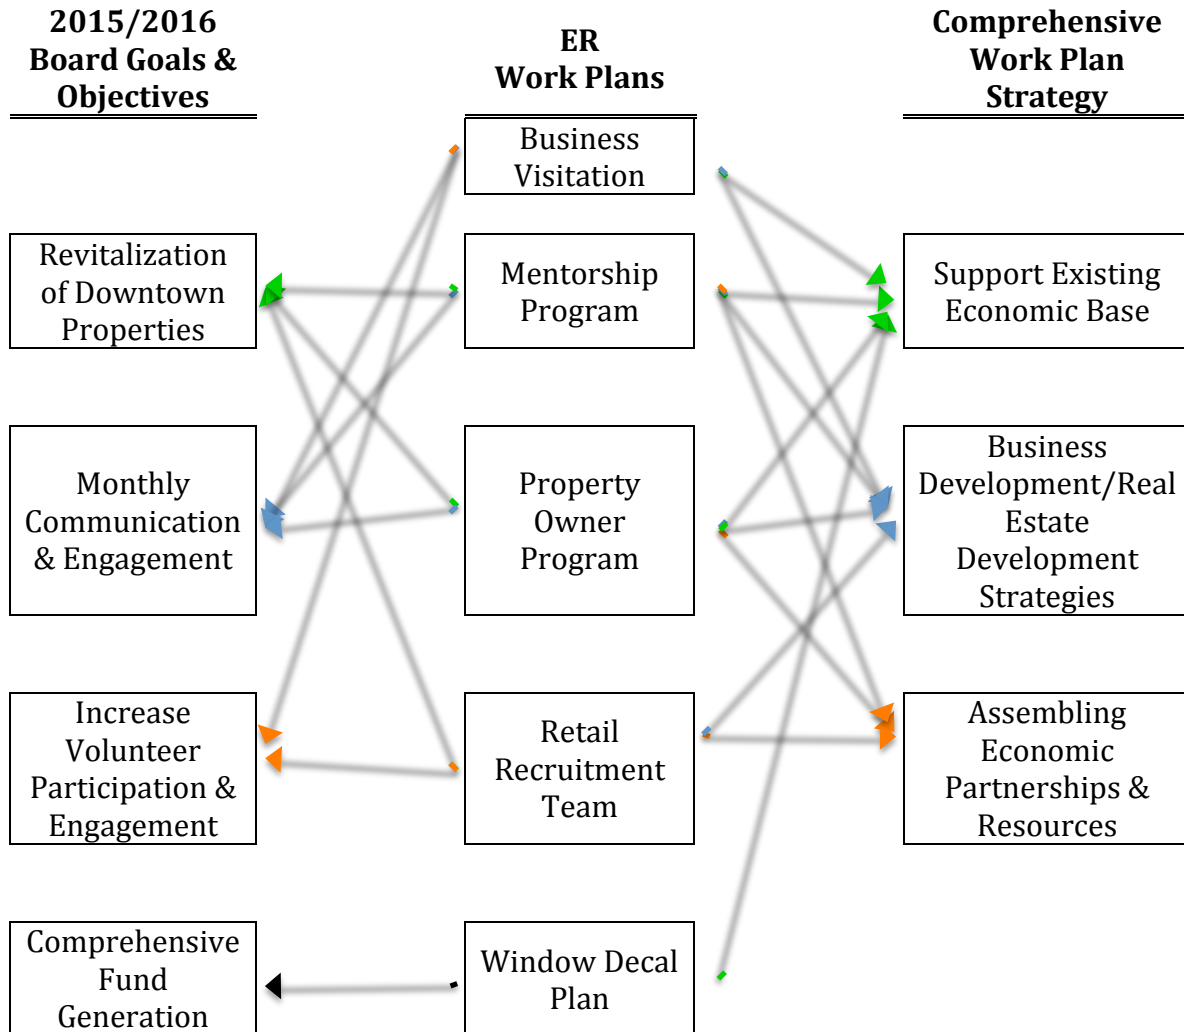 2015/2016
Board Goals &
Objectives
ER
Work Plans
Comprehensive
Work Plan
Strategy
Business
Visitation
Revitalization
of Downtown
Properties
Mentorship
Program
Support Existing
Economic Base
Monthly
Communication
& Engagement
Property
Owner
Program
Business
Development/Real
Estate
Development
Strategies
Increase
Volunteer
Participation &
Engagement
Retail
Recruitment
Team
Assembling
Economic
Partnerships &
Resources
Comprehensive
Fund
Generation
Window Decal
Plan